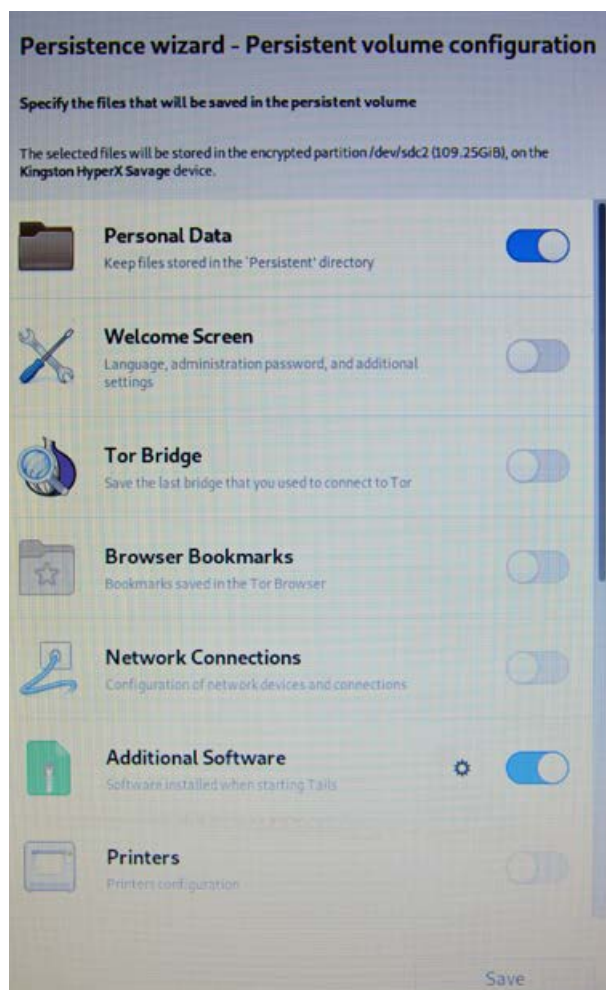 Persistence wizard - Persistent volume configuration
Specify the files that will be saved in the persistent volume
The selected files will be stored in the encrypted partition /dev/sdc2 (109.25GiB), on the
Kingston HyperX Savage device.
Personal Data
Keep files stored in the `Persistent' directory
Welcome Screen
Language, administration password, and additional
settings
Tor Bridge
Save the last bridge that you used to connect to Tor
Browser Bookmarks
Bookmarks saved in the Tor Browser
Network Connections
Configuration of network devices and connections
Additional Software
Software installed when starting Tails
Printers
Printers configuration
Save